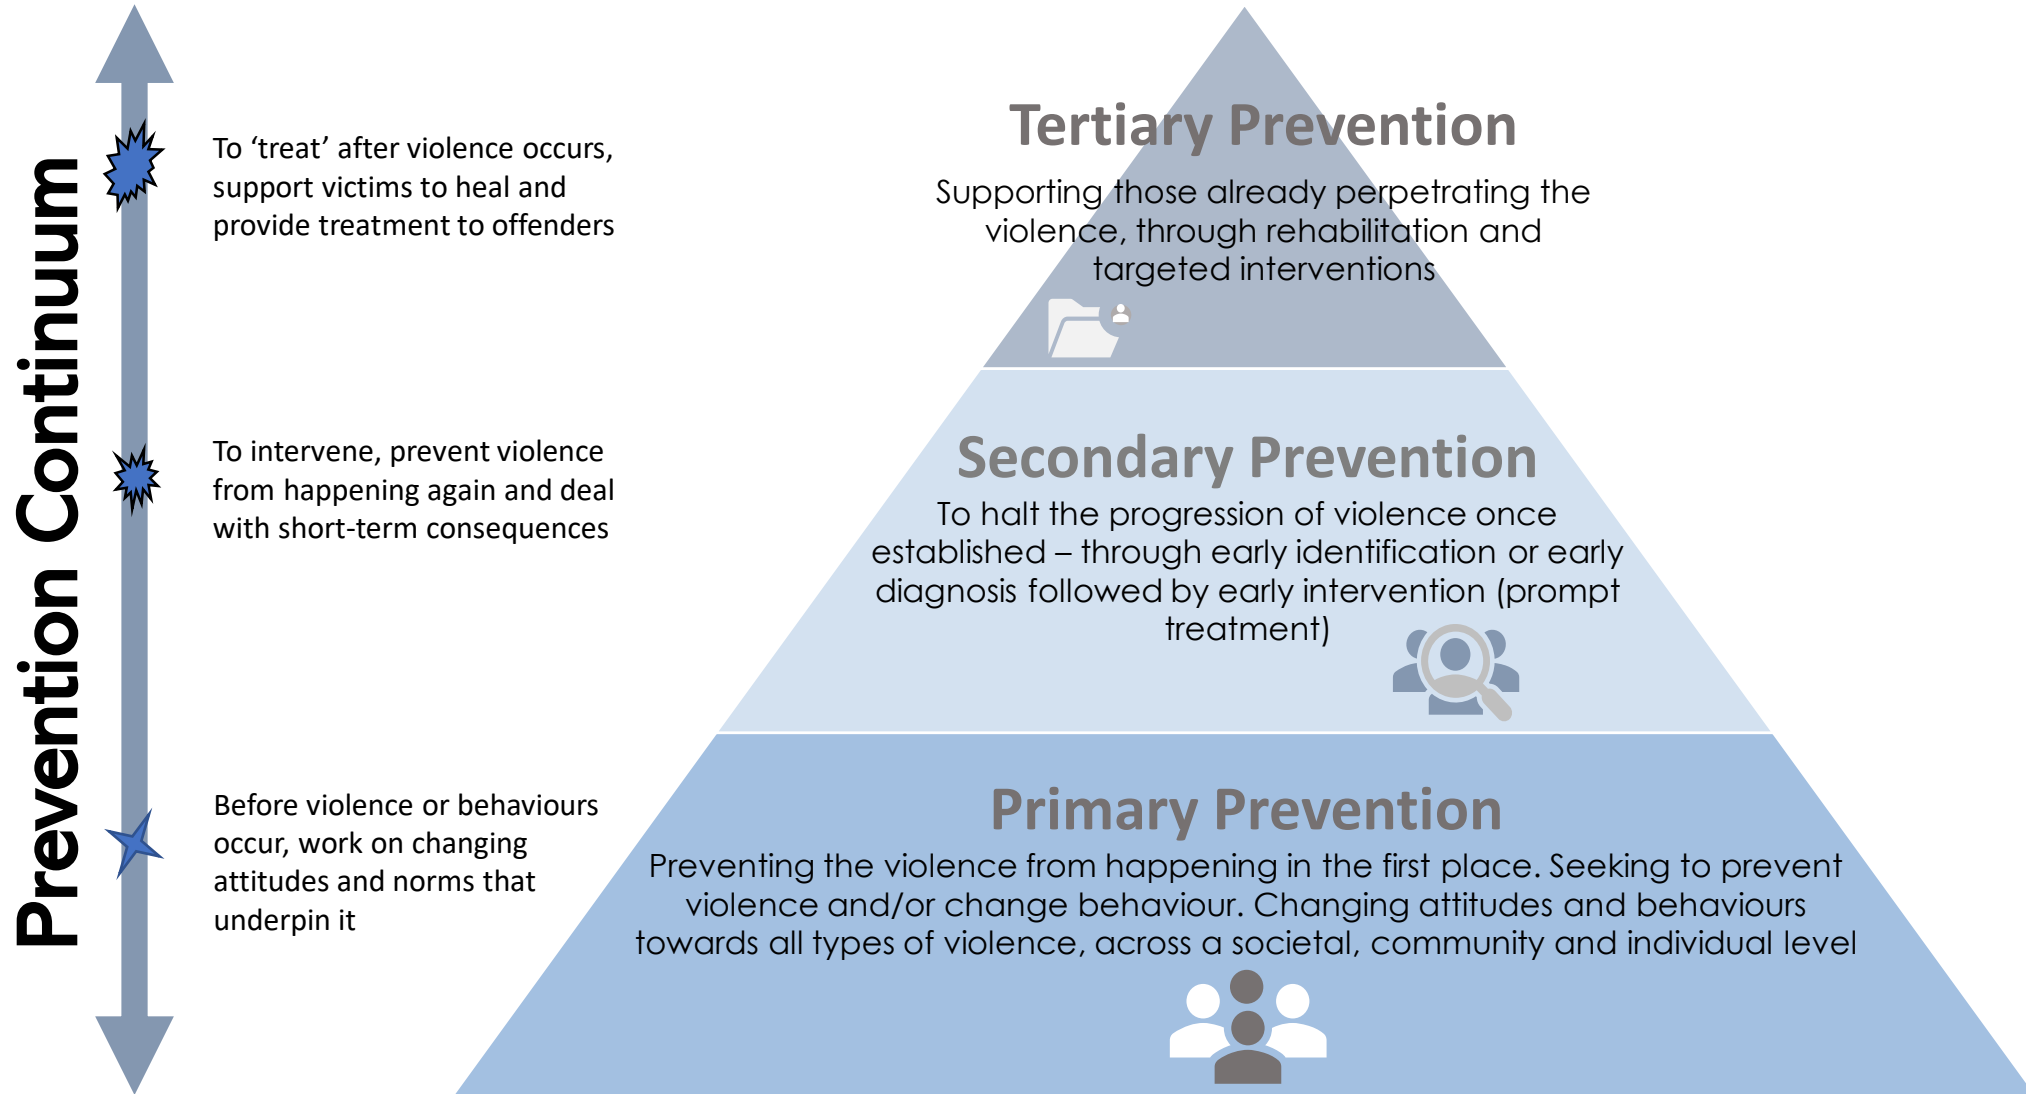 Prevention Continuum
To ‘treat’ after violence occurs,
support victims to heal and
provide treatment to offenders
To intervene, prevent violence
from happening again and deal
with short-term consequences
Before violence or behaviours
occur, work on changing
attitudes and norms that
underpin it
Tertiary Prevention
Supporting those already perpetrating the
violence, through rehabilitation and
targeted interventions
Secondary Prevention
To halt the progression of violence once
established – through early identification or early
diagnosis followed by early intervention (prompt
treatment)
Primary Prevention
Preventing the violence from happening in the first place. Seeking to prevent
violence and/or change behaviour. Changing attitudes and behaviours
towards all types of violence, across a societal, community and individual level